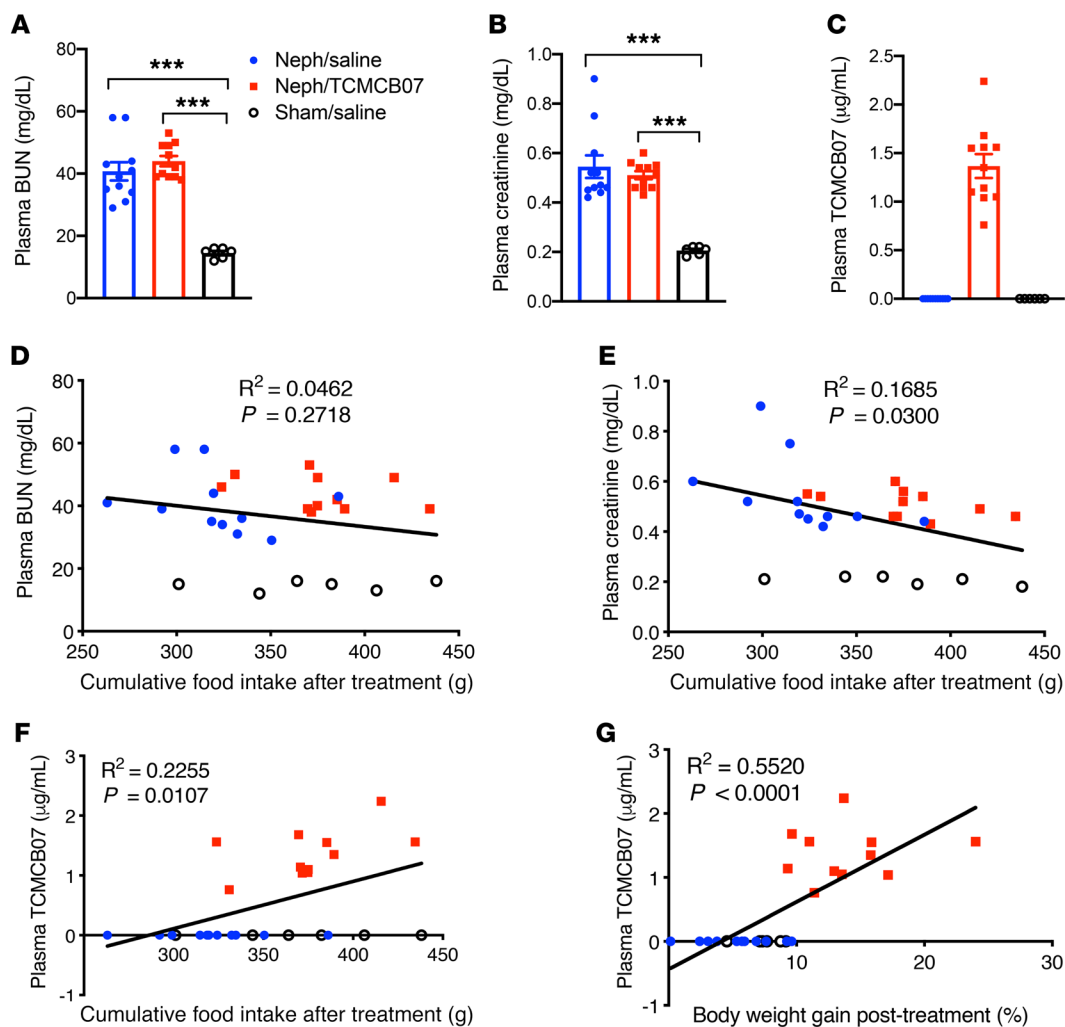 A
Plasma BUN (mg/dL)
80
60
40
20
0
***
***
Neph/saline
Neph/TCMCB07
Sham/saline
B
Plasma creatinine (mg/dL)
1.0
0.8
0.6
0.4
0.2
0.0
***
***
C
Plasma TCMCB07 (µg/mL)
2.5
2.0
1.5
1.0
0.5
0.0
D
Plasma BUN (mg/dL)
80
60
40
20
0
R² = 0.0462
P = 0.2718
250 300 350 400 450
Cumulative food intake after treatment (g)
E
Plasma creatinine (mg/dL)
1.0
0.8
0.6
0.4
0.2
0.0
R² = 0.1685
P = 0.0300
250 300 350 400 450
Cumulative food intake after treatment (g)
F
Plasma TCMCB07 (µg/mL)
3
2
1
0
-1
R² = 0.2255
P = 0.0107
300 350 400 450
Cumulative food intake after treatment (g)
G
Plasma TCMCB07 (µg/mL)
3
2
1
0
-1
R² = 0.5520
P < 0.0001
10 20 30
Body weight gain post-treatment (%)